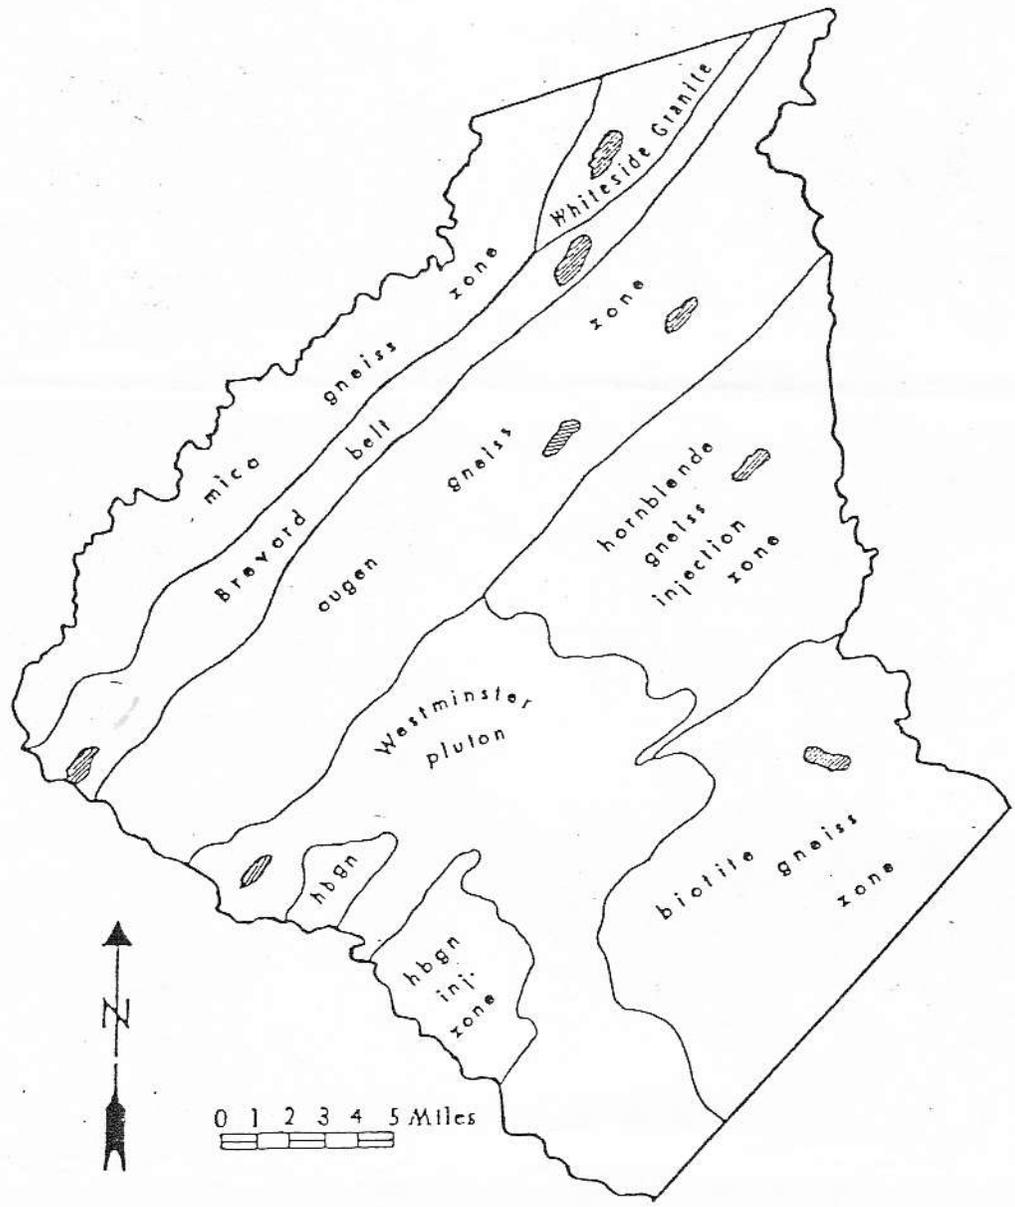 Whiteside Granite
mica gneiss zone
Brevard belt
augen gneiss zone
hornblende
gneiss
injection
zone
Westminster
pluton
biotite gneiss
zone
hbgn
hbgn
inj.
zone
N
0 1 2 3 4 5 Miles